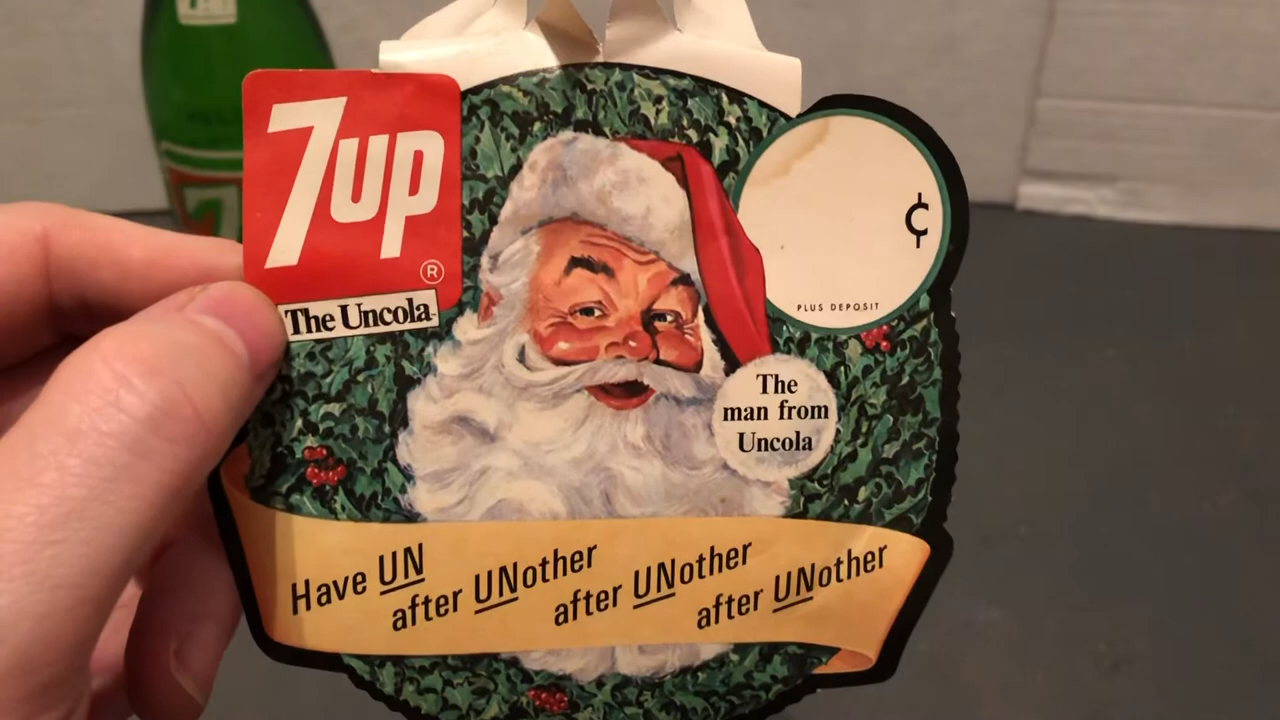 7up
®
The Uncola
¢
PLUS DEPOSIT
The
man from
Uncola
Have UN
after UNother
after UNother
after UNother